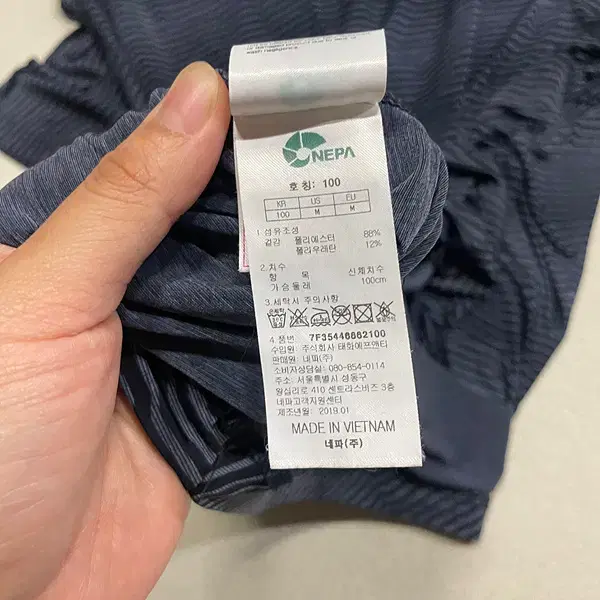 NEPA
호 칭: 100
KR US EU
100 M M
1.섬유조성
겉감 폴리에스터 88%
폴리우레탄 12%
2.치수
항 목 신체치수
가슴둘레 100cm
3.세탁시 주의사항
4.품번 7F35446662100
수입원: 주식회사 태화에프앤티
판매원: 네파(주)
소비자상담실: 080-854-0114
주소: 서울특별시 성동구
왕십리로 410 센트라스비즈 3층
네파고객지원센터
제조년월 2019.01
MADE IN VIETNAM
네파(주)